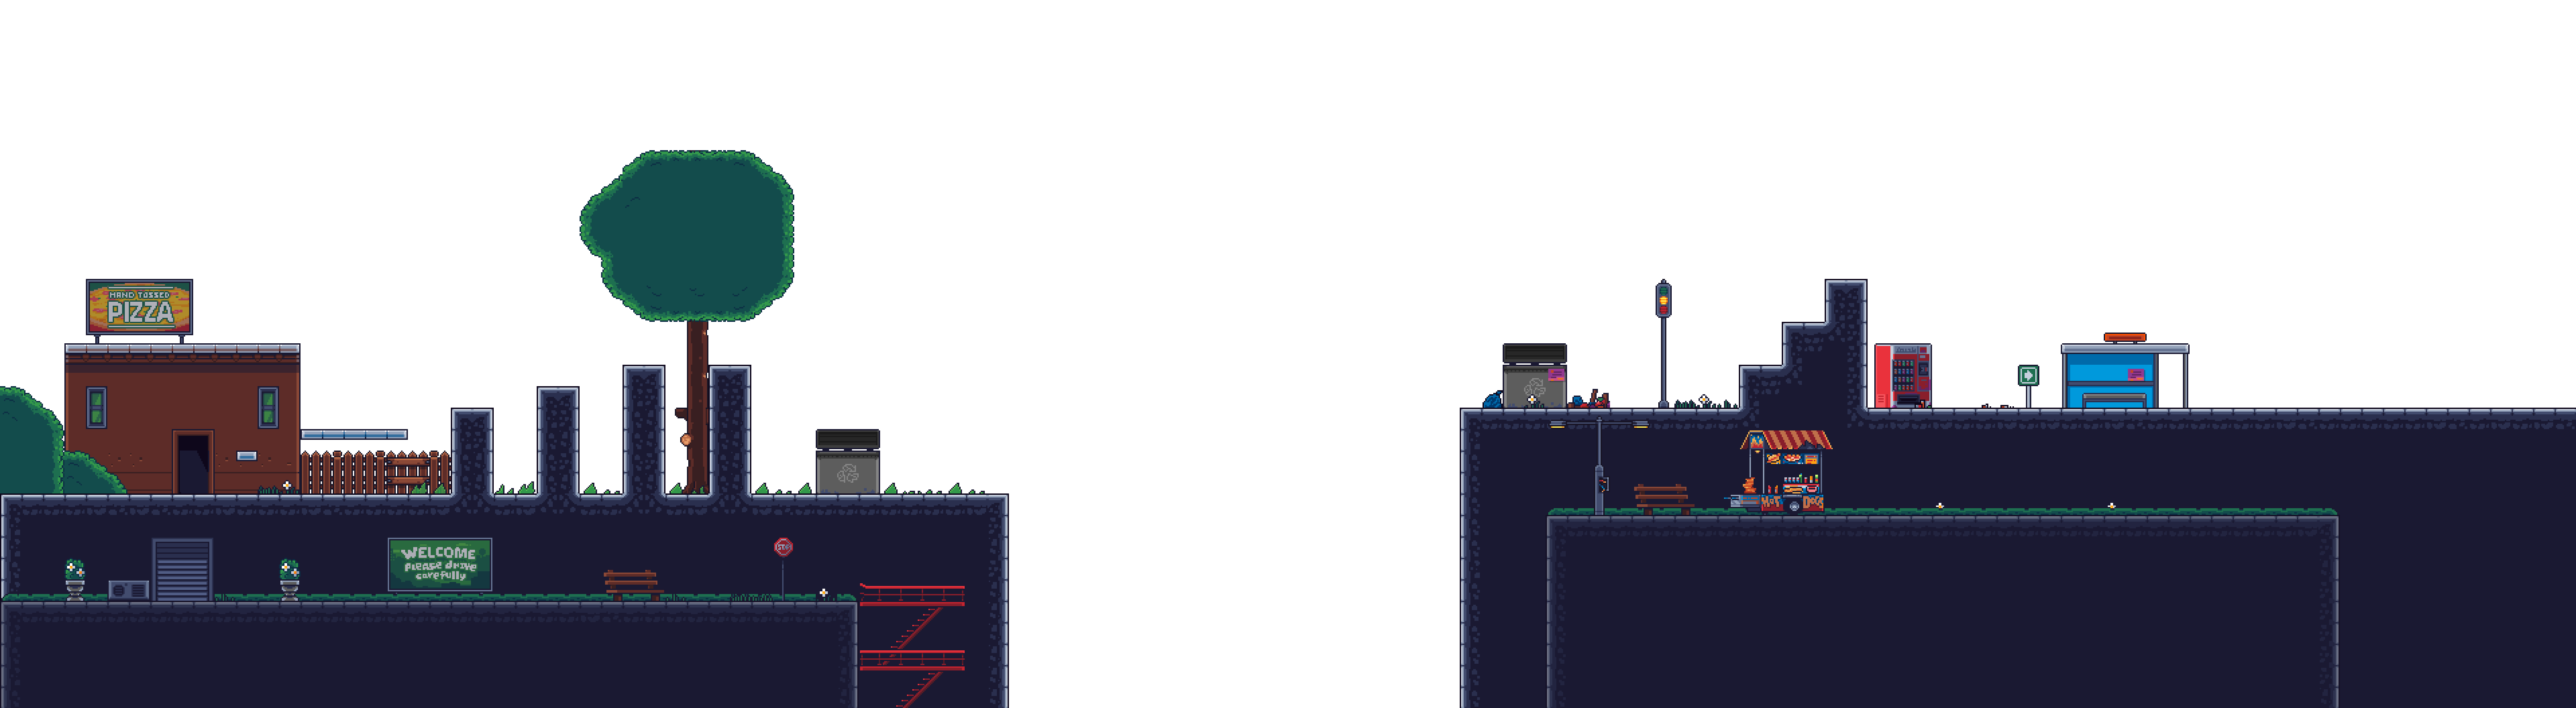 HAND TOSSED
PIZZA
WELCOME
Please drive
carefully
STOP
HOT DOGS